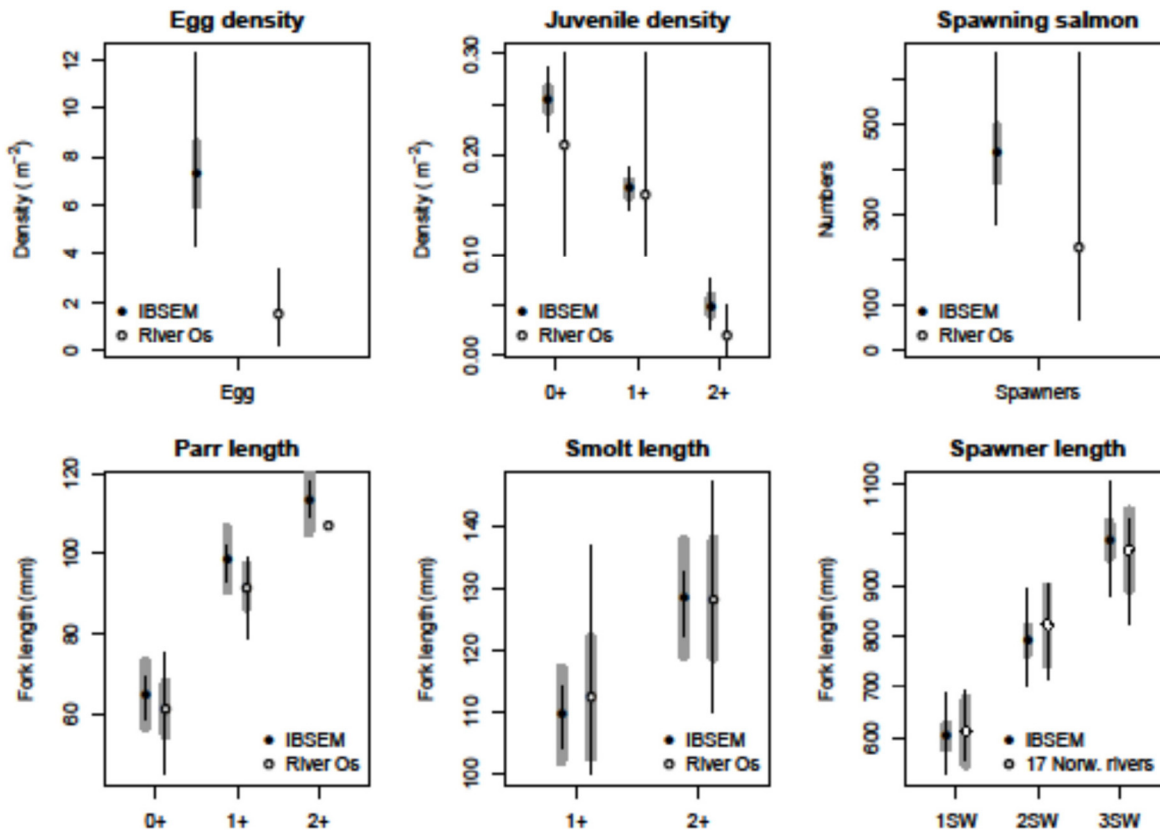 Egg density
Density ( m⁻²)
12
10
8
6
4
2
0
IBSEM
River Os
Egg
Juvenile density
Density ( m⁻²)
0.30
0.20
0.10
0.00
IBSEM
River Os
0+ 1+ 2+
Spawning salmon
Numbers
500
300
100
0
IBSEM
River Os
Spawners
Parr length
Fork length (mm)
120
100
80
60
IBSEM
River Os
0+ 1+ 2+
Smolt length
Fork length (mm)
140
130
120
110
100
IBSEM
River Os
1+ 2+
Spawner length
Fork length (mm)
1100
900
800
700
600
IBSEM
17 Norw. rivers
1SW 2SW 3SW